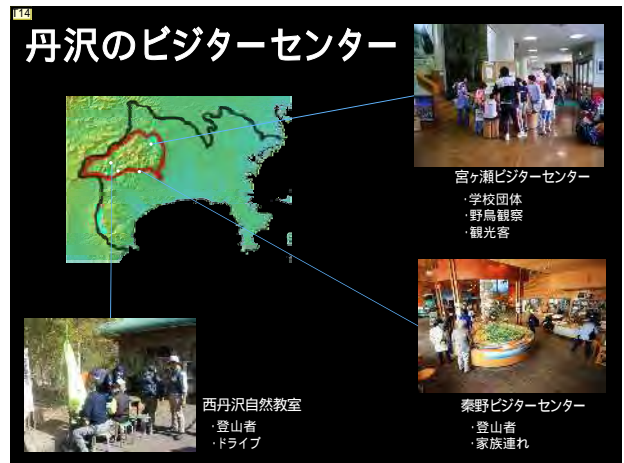 T14
丹沢のビジターセンター
宮ヶ瀬ビジターセンター
・学校団体
・野鳥観察
・観光客
西丹沢自然教室
・登山者
・ドライブ
秦野ビジターセンター
・登山者
・家族連れ